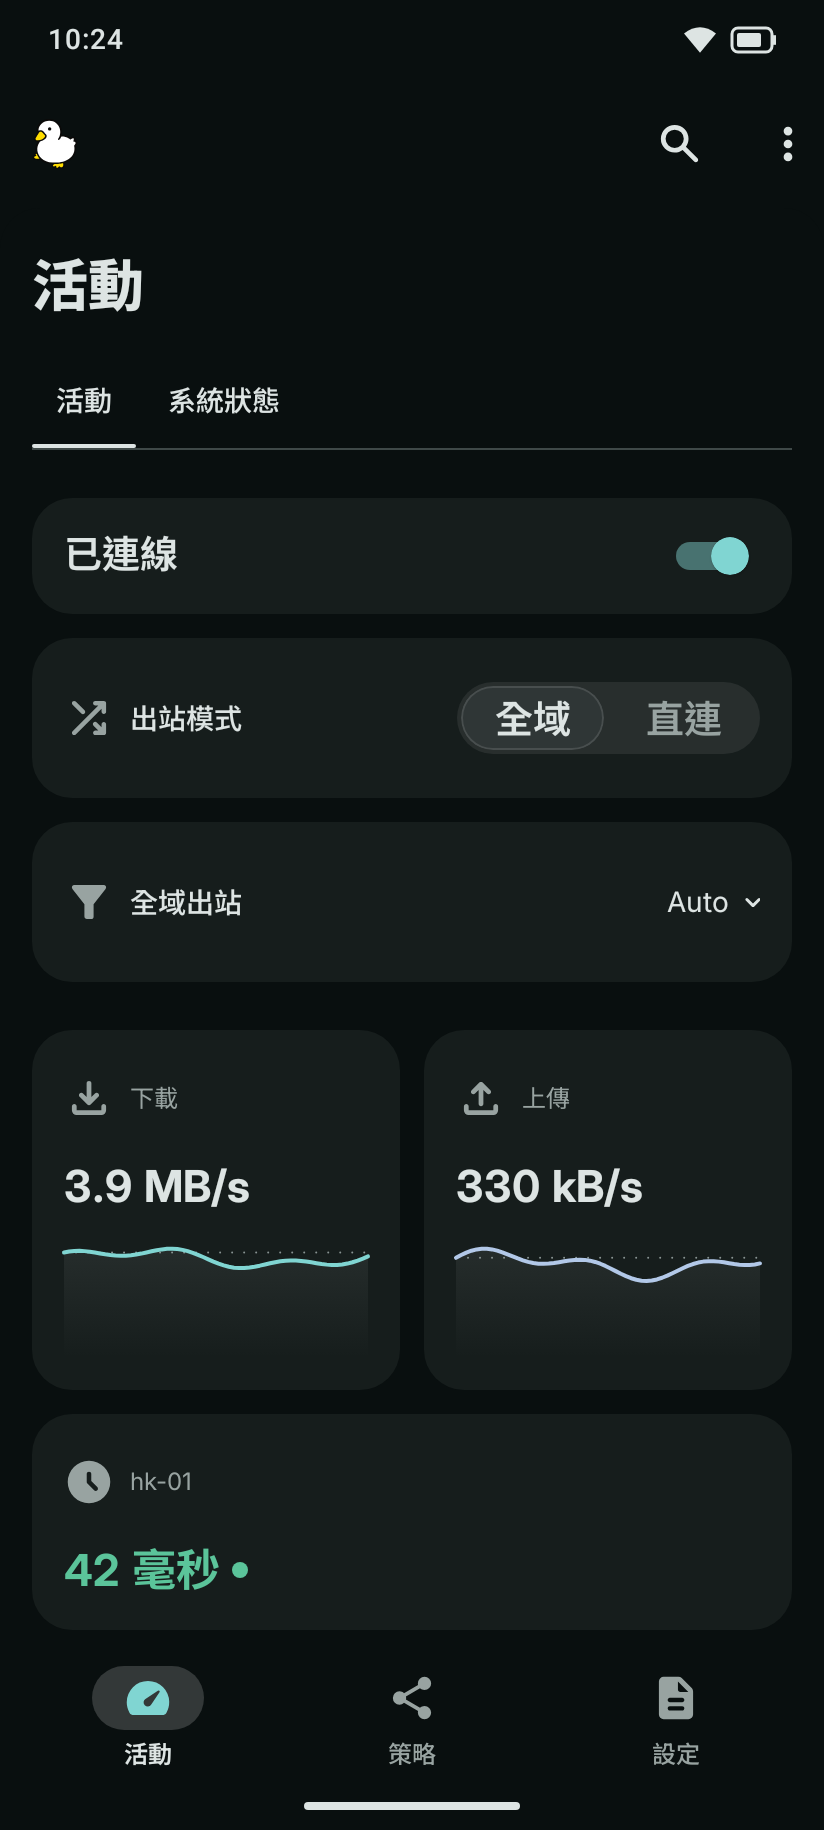 10:24
活動
活動
系統狀態
已連線
出站模式
全域
直連
全域出站
Auto
下載
上傳
3.9 MB/s
330 kB/s
hk-01
42 毫秒
活動
策略
設定